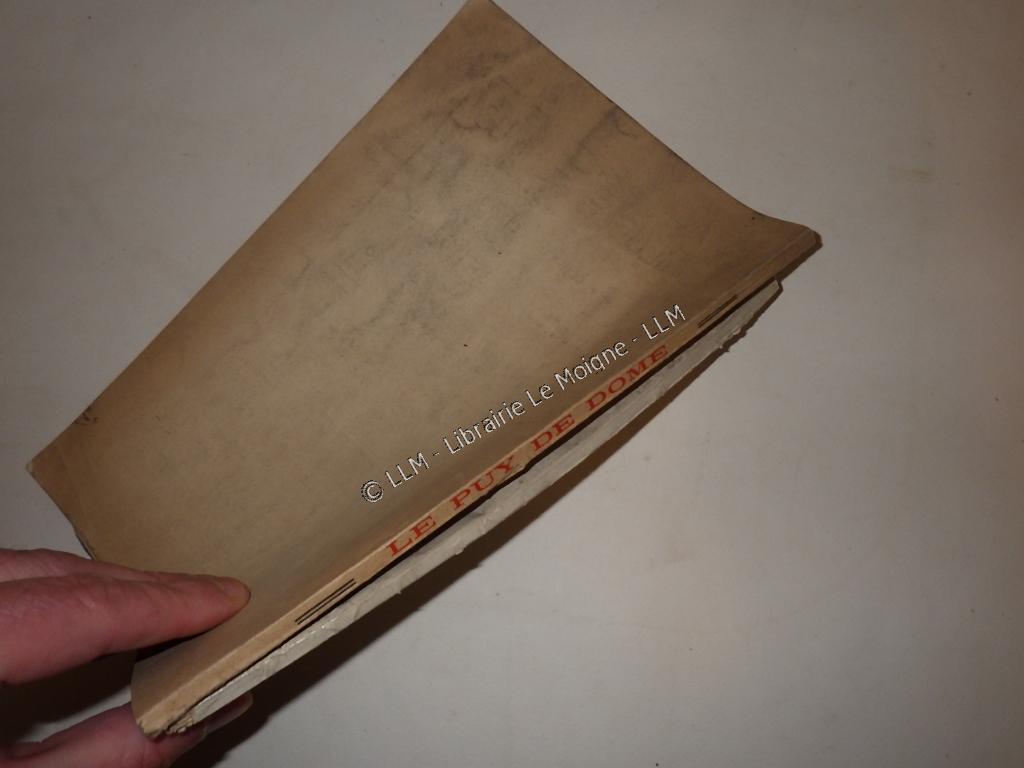 © LLM - Librairie Le Moigne - LLM
LE PUY DE DOME